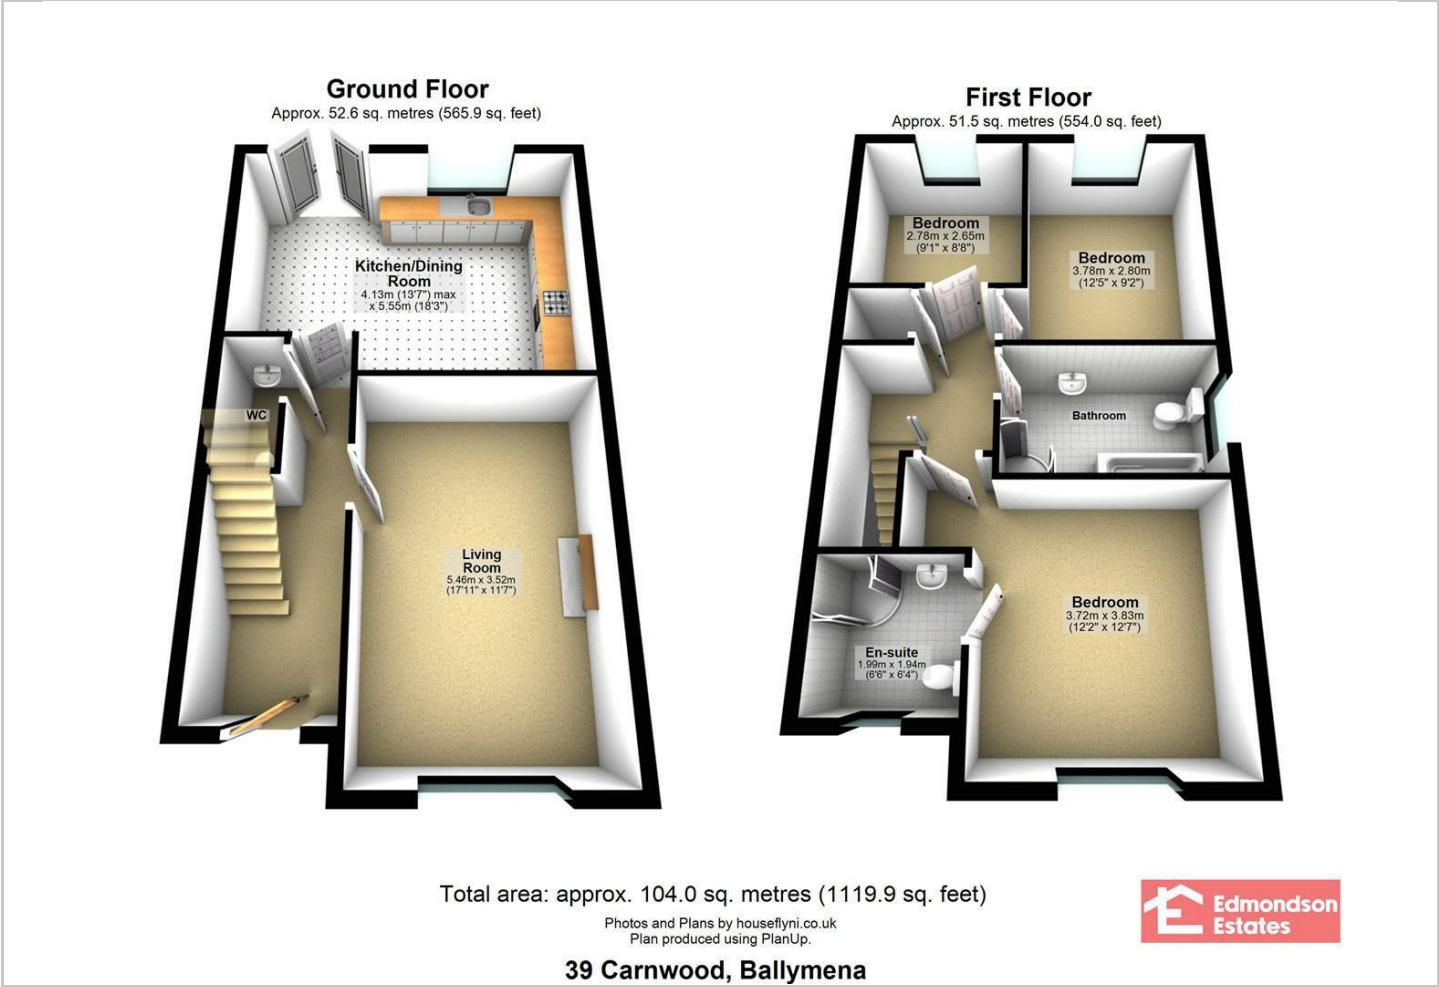 Ground Floor
Approx. 52.6 sq. metres (565.9 sq. feet)
Kitchen/Dining
Room
4.13m (13'7") max
x 5.55m (18'3")
WC
Living
Room
5.46m x 3.52m
(17'11" x 11'7")
First Floor
Approx. 51.5 sq. metres (554.0 sq. feet)
Bedroom
2.78m x 2.65m
(9'1" x 8'8")
Bedroom
3.78m x 2.80m
(12'5" x 9'2")
Bathroom
Bedroom
3.72m x 3.83m
(12'2" x 12'7")
En-suite
1.99m x 1.94m
(6'6" x 6'4")
Total area: approx. 104.0 sq. metres (1119.9 sq. feet)
Photos and Plans by houseflyni.co.uk
Plan produced using PlanUp.
39 Carnwood, Ballymena
Edmondson
Estates